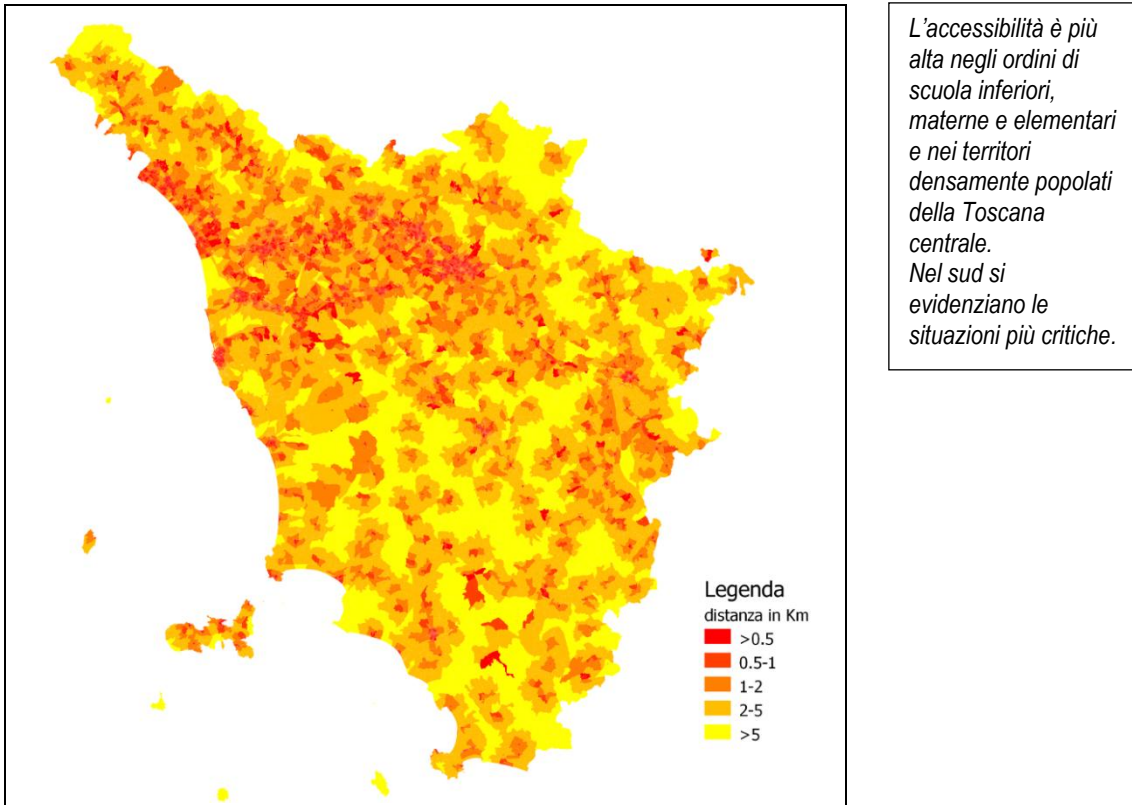 L'accessibilità è più
alta negli ordini di
scuola inferiori,
materne e elementari
e nei territori
densamente popolati
della Toscana
centrale.
Nel sud si
evidenziano le
situazioni più critiche.
Legenda
distanza in Km
>0.5
0.5-1
1-2
2-5
>5